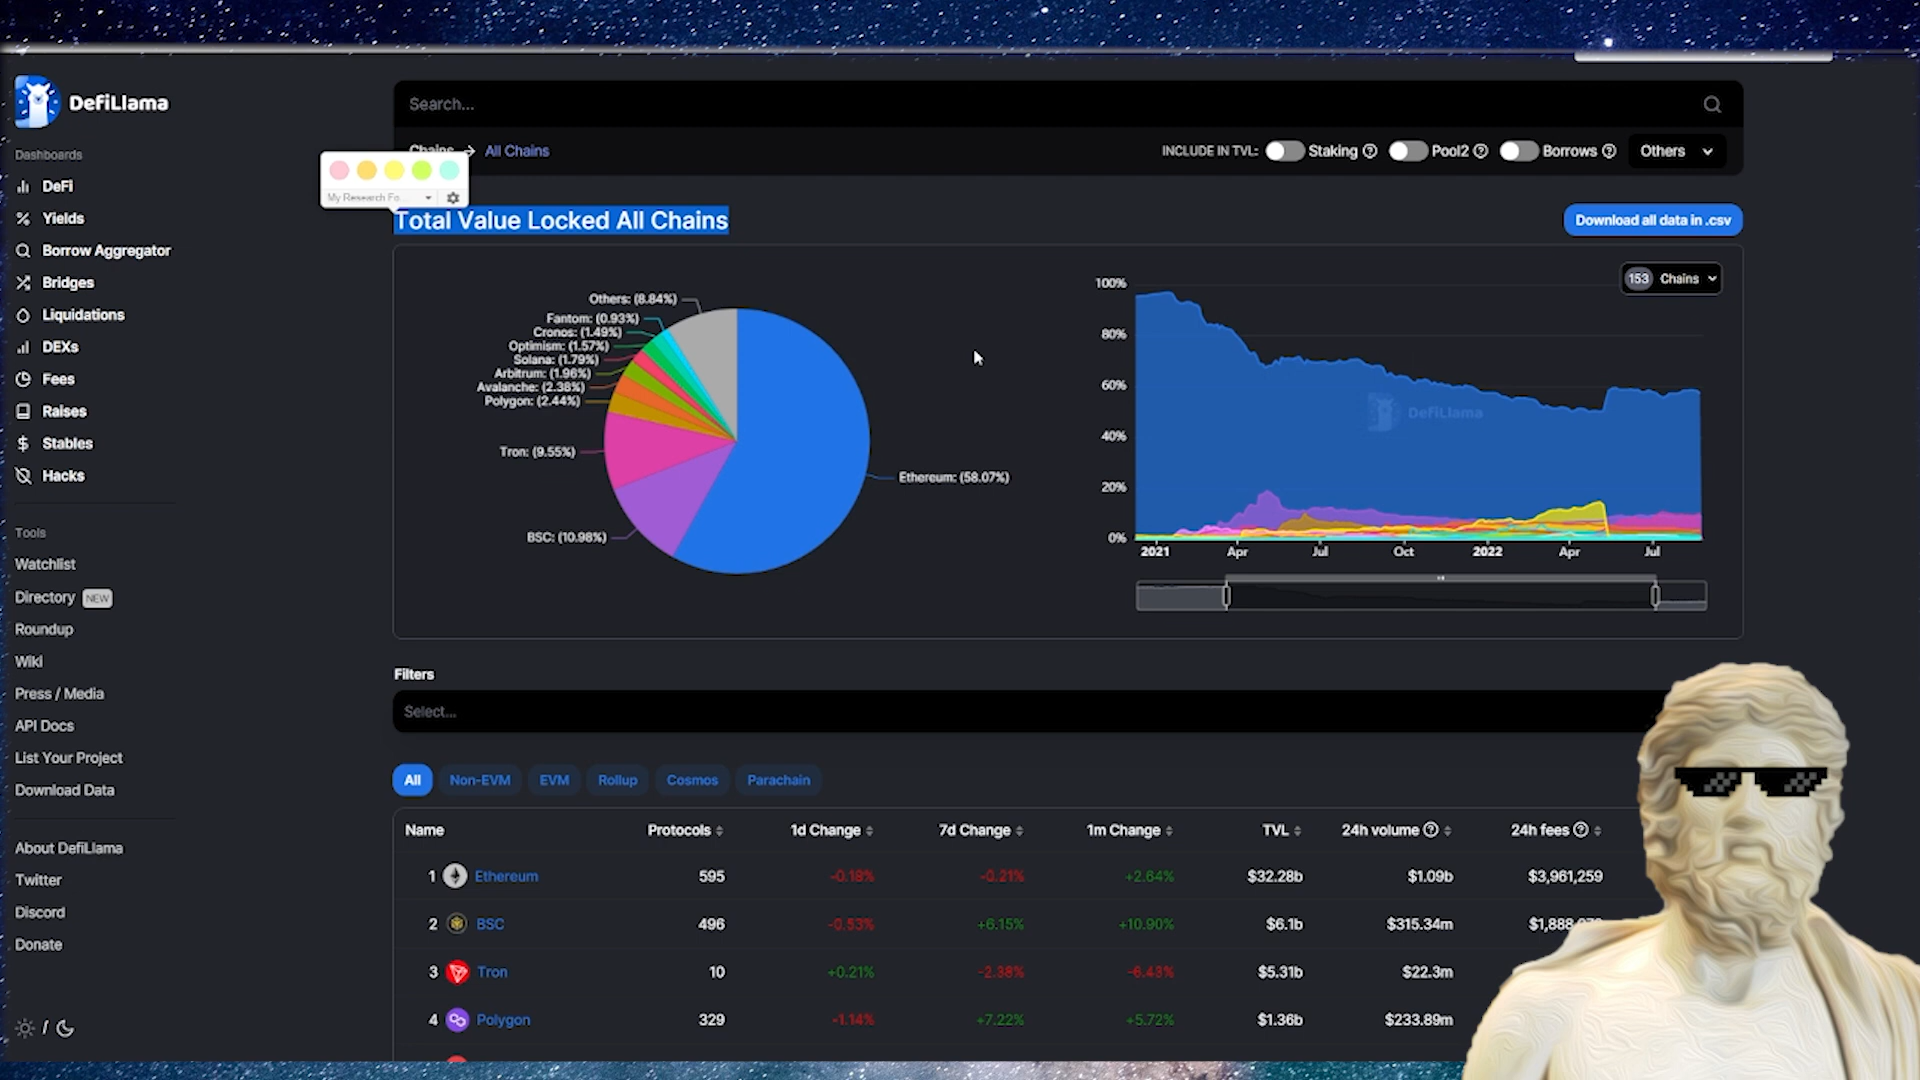 DefiLlama
Search...
Dashboards
Chains → All Chains
INCLUDE IN TVL: Staking Pool2 Borrows Others
DeFi
My Research Fo...
Yields
Total Value Locked All Chains
Download all data in .csv
Borrow Aggregator
Bridges
Liquidations
DEXs
Fees
Raises
Stables
Hacks
153 Chains
Others: (8.84%)
Fantom: (0.93%)
Cronos: (1.49%)
Optimism: (1.57%)
Solana: (1.79%)
Arbitrum: (1.96%)
Avalanche: (2.38%)
Polygon: (2.44%)
Tron: (9.55%)
Ethereum: (58.07%)
BSC: (10.98%)
100%
80%
60%
DefiLlama
40%
20%
0%
2021 Apr Jul Oct 2022 Apr Jul
Tools
Watchlist
Directory NEW
Roundup
Wiki
Press / Media
API Docs
List Your Project
Download Data
About DefiLlama
Twitter
Discord
Donate
/
Filters
Select...
All Non-EVM EVM Rollup Cosmos Parachain
Name Protocols 1d Change 7d Change 1m Change TVL 24h volume 24h fees
1 Ethereum 595 -0.18% -0.21% +2.64% $32.28b $1.09b $3,961,259
2 BSC 496 -0.53% +6.15% +10.90% $6.1b $315.34m
3 Tron 10 +0.21% -2.38% -6.43% $5.31b $22.3m
4 Polygon 329 -1.14% +7.22% +5.72% $1.36b $233.89m